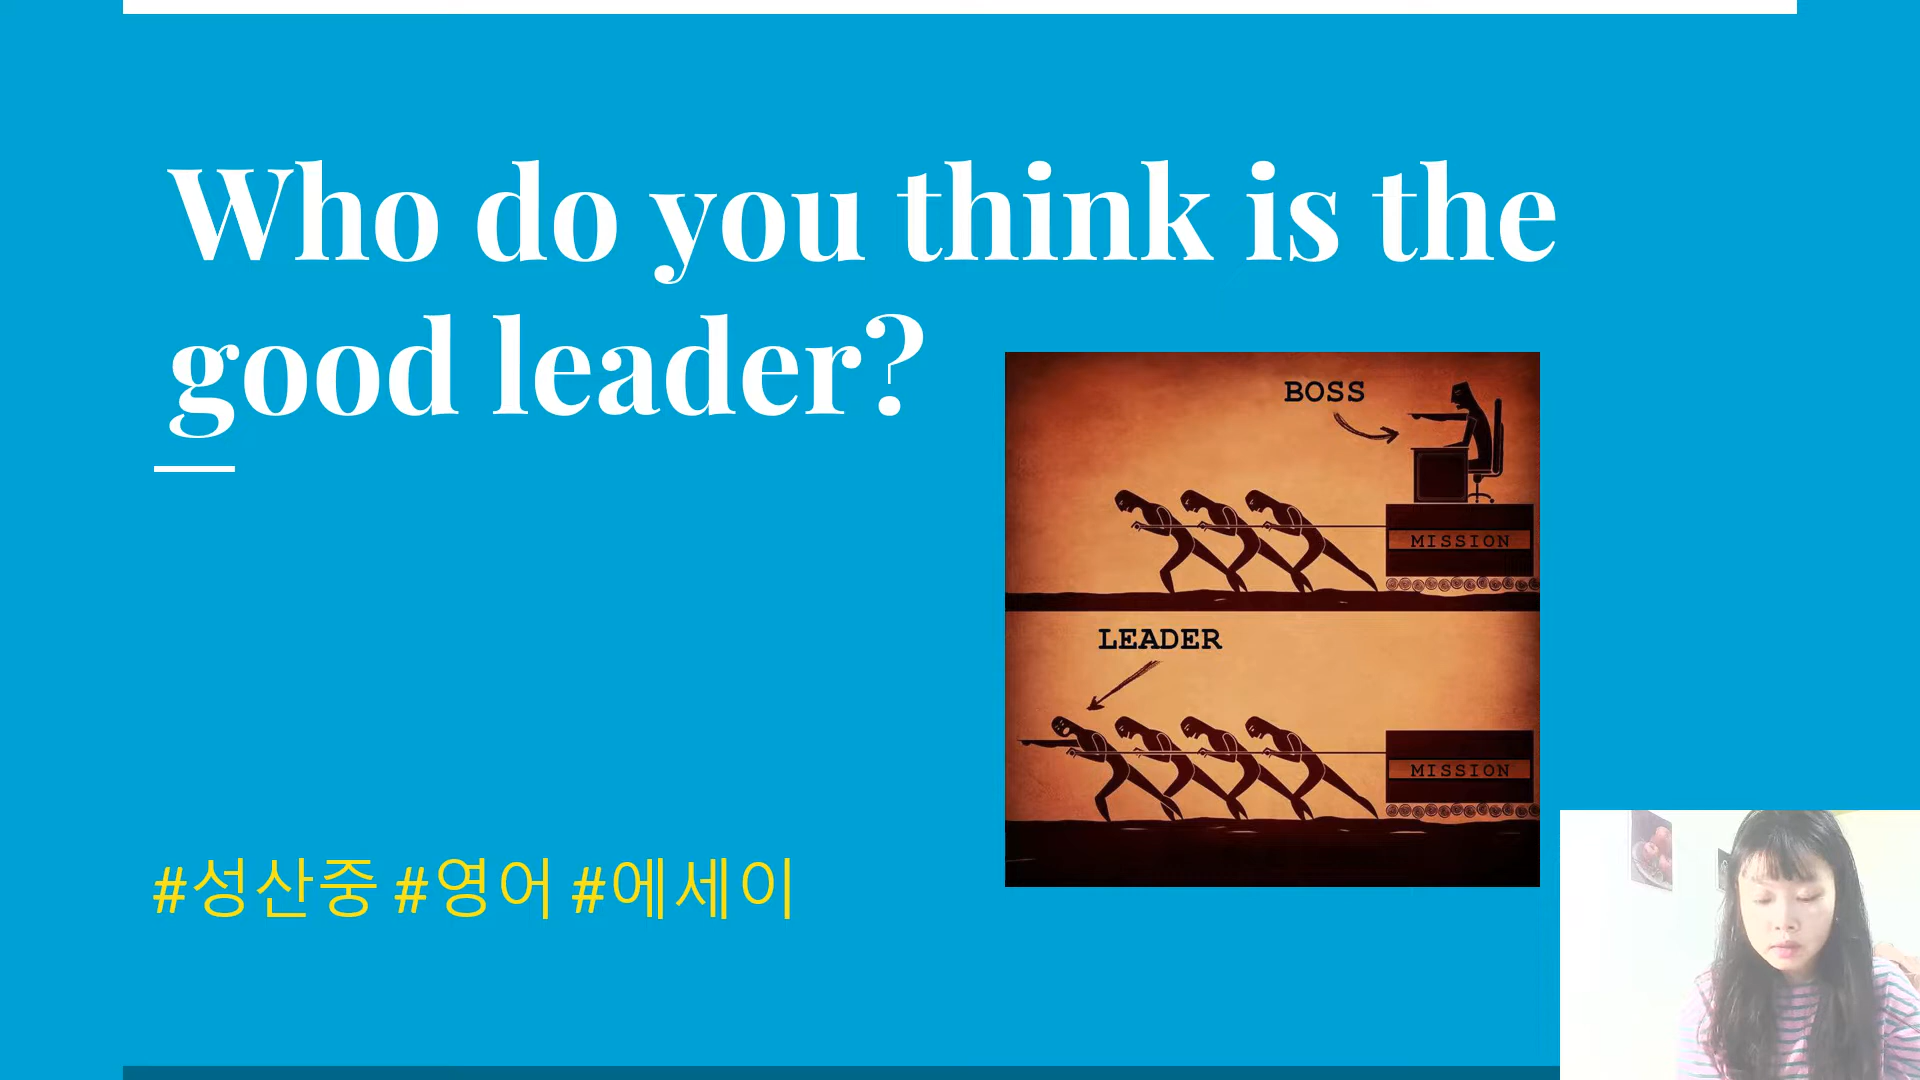 Who do you think is the
good leader?
BOSS
MISSION
LEADER
MISSION
#성산중 #영어 #에세이